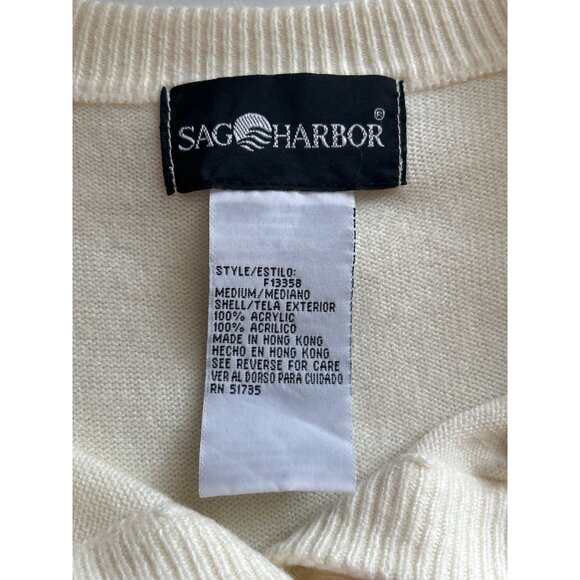 SAG HARBOR ®
STYLE/ESTILO:
F13358
MEDIUM/MEDIANO
SHELL/TELA EXTERIOR
100% ACRYLIC
100% ACRILICO
MADE IN HONG KONG
HECHO EN HONG KONG
SEE REVERSE FOR CARE
VER AL DORSO PARA CUIDADO
RN 51735